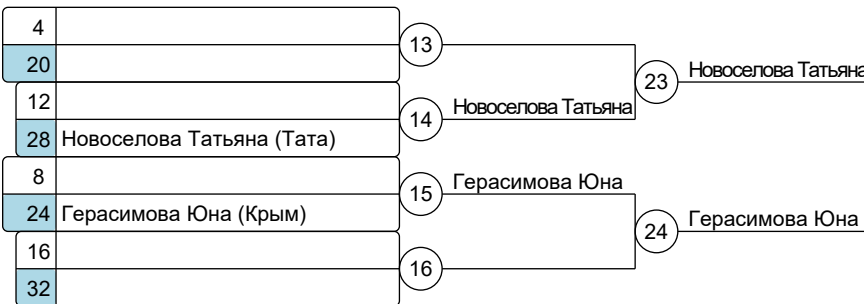 4
13
20
23 Новоселова Татьяна
12
14 Новоселова Татьяна
28 Новоселова Татьяна (Тата)
8
15 Герасимова Юна
24 Герасимова Юна (Крым)
24 Герасимова Юна
16
16
32